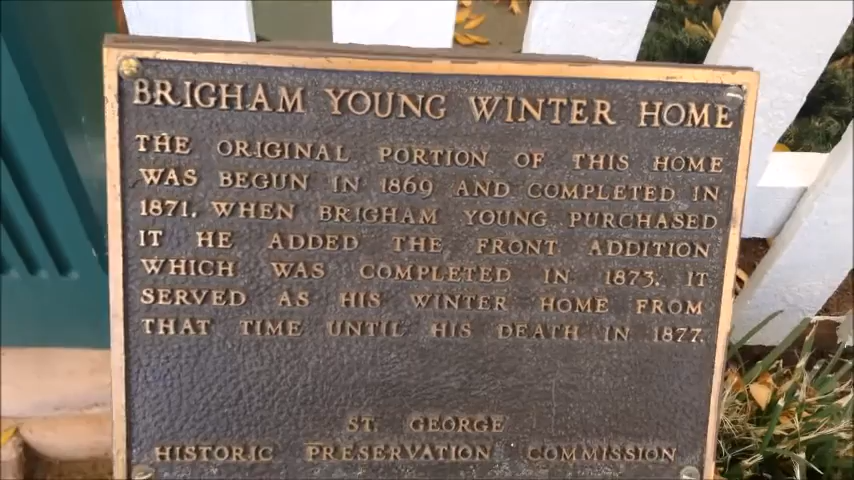 BRIGHAM YOUNG WINTER HOME
THE ORIGINAL PORTION OF THIS HOME
WAS BEGUN IN 1869 AND COMPLETED IN
1871. WHEN BRIGHAM YOUNG PURCHASED
IT HE ADDED THE FRONT ADDITION
WHICH WAS COMPLETED IN 1873. IT
SERVED AS HIS WINTER HOME FROM
THAT TIME UNTIL HIS DEATH IN 1877.
ST. GEORGE
HISTORIC PRESERVATION COMMISSION